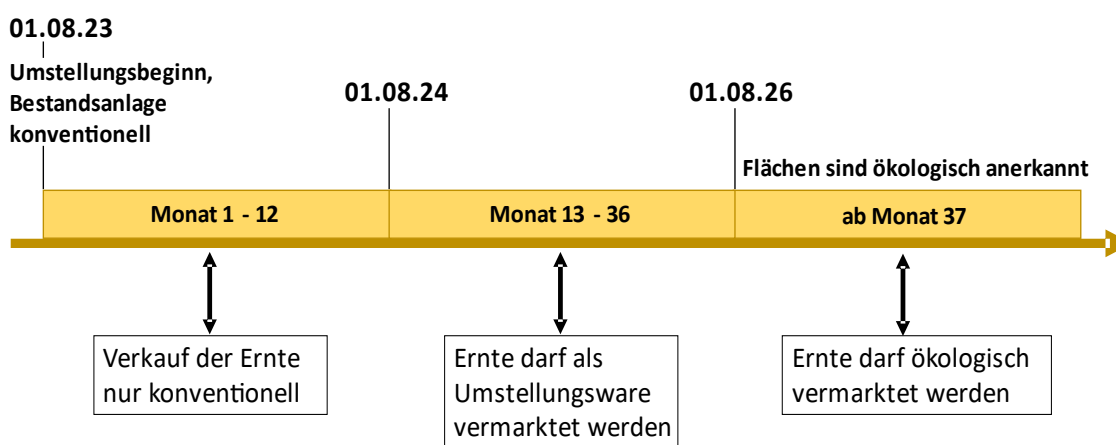 01.08.23
Umstellungsbeginn,
Bestandsanlage
konventionell
01.08.24
01.08.26
Flächen sind ökologisch anerkannt
Monat 1 - 12
Monat 13 - 36
ab Monat 37
Verkauf der Ernte
nur konventionell
Ernte darf als
Umstellungsware
vermarktet werden
Ernte darf ökologisch
vermarktet werden